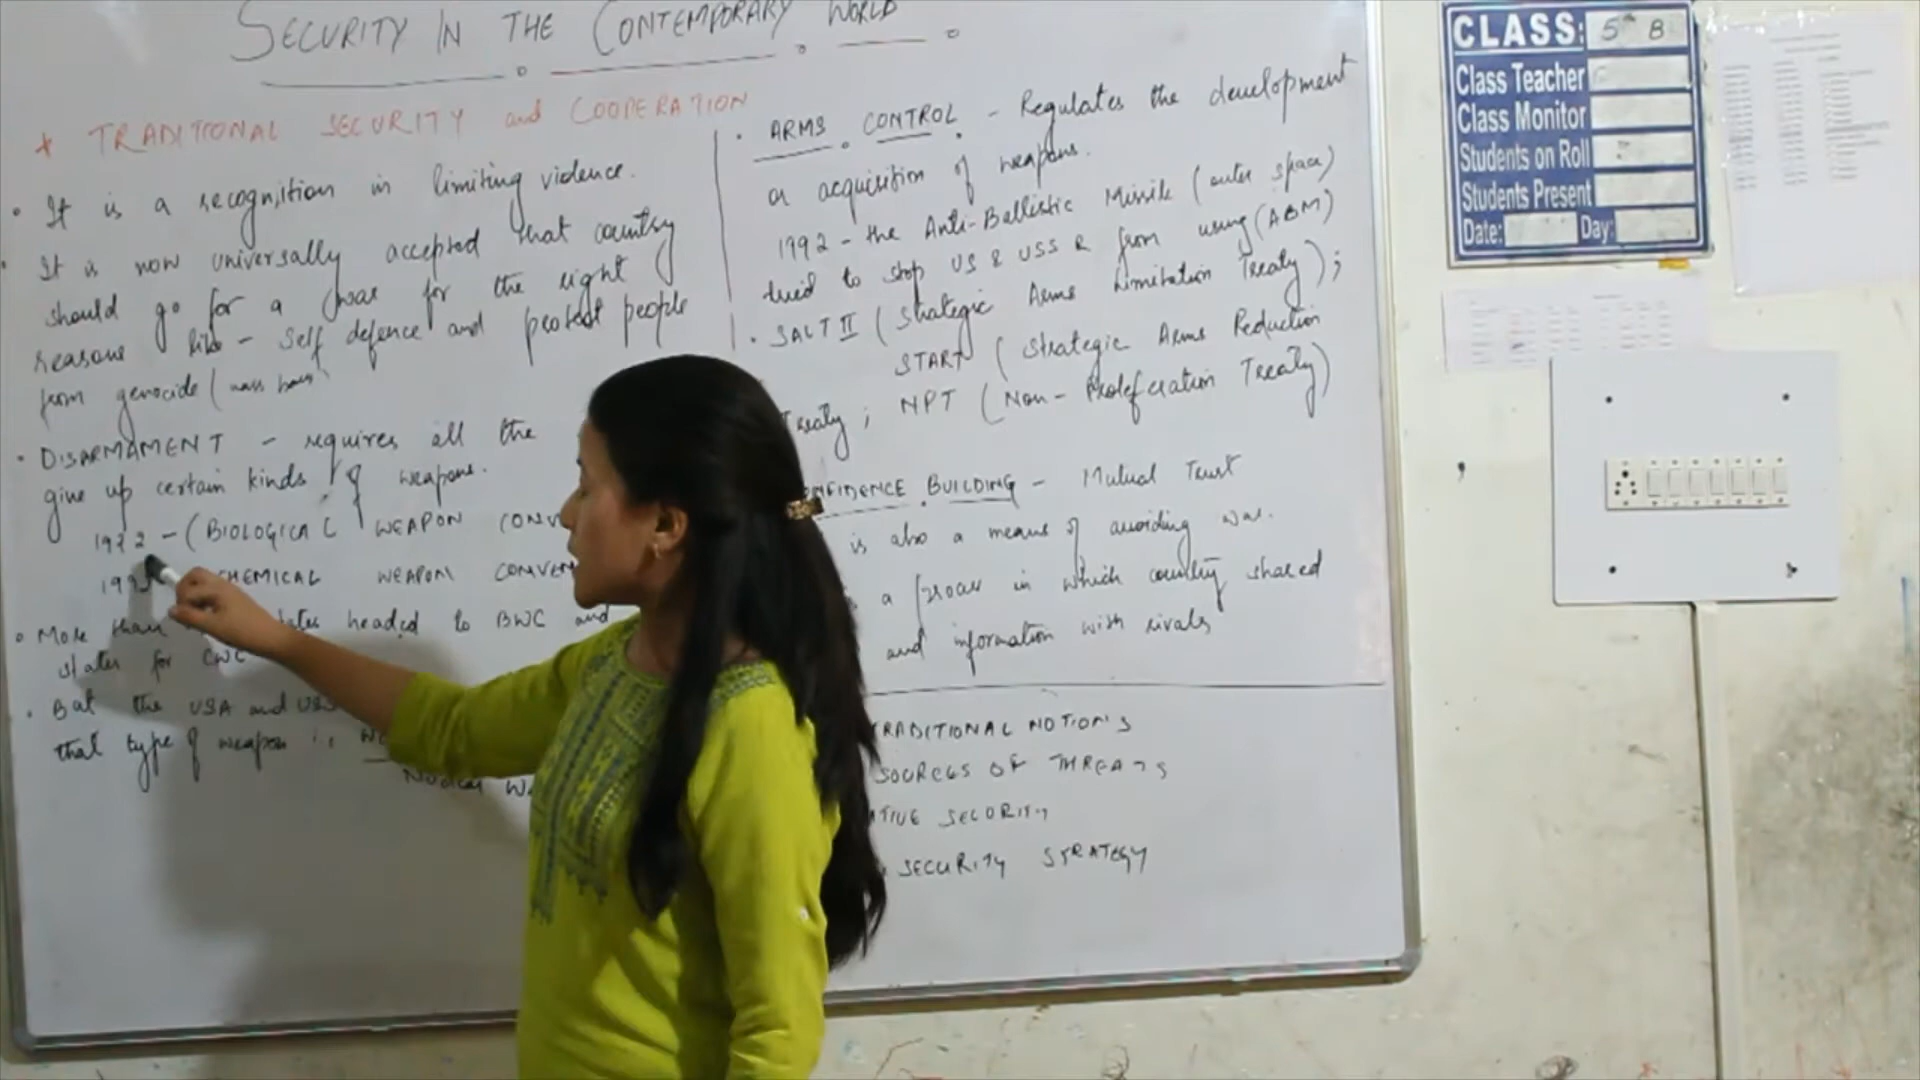 SECURITY IN THE CONTEMPORARY WORLD
* TRADITIONAL SECURITY and COOPERATION
• It is a recognition in limiting violence.
• It is now universally accepted that country
should go for a war for the right
reasons like - Self defence and protect people
from genocide (mass
• DISARMAMENT - requires all the
give up certain kinds of weapons.
1972 - (BIOLOGICAL WEAPON CONV
CHEMICAL WEAPON CONVEN
• More than headed to BWC and
states for CWC
• But the USA and
that type of weapon
• ARMS CONTROL - Regulates the development
or acquisition of weapons.
1992 - the Anti-Ballistic Missile (outer space)
tried to stop US & USSR from using (ABM)
• SALT II (Strategic Arms Limitation Treaty);
START (Strategic Arms Reduction
Treaty; NPT (Non-Proleferation Treaty)
ONFIDENCE BUILDING - Mutual Trust
is also a means of avoiding war.
a in which country shared
and information with rivals
RADITIONAL NOTIONS
SOURCES OF THREATS
ATIVE SECURITY
SECURITY STRATEGY
CLASS: 5th B
Class Teacher
Class Monitor
Students on Roll
Students Present
Date: Day: